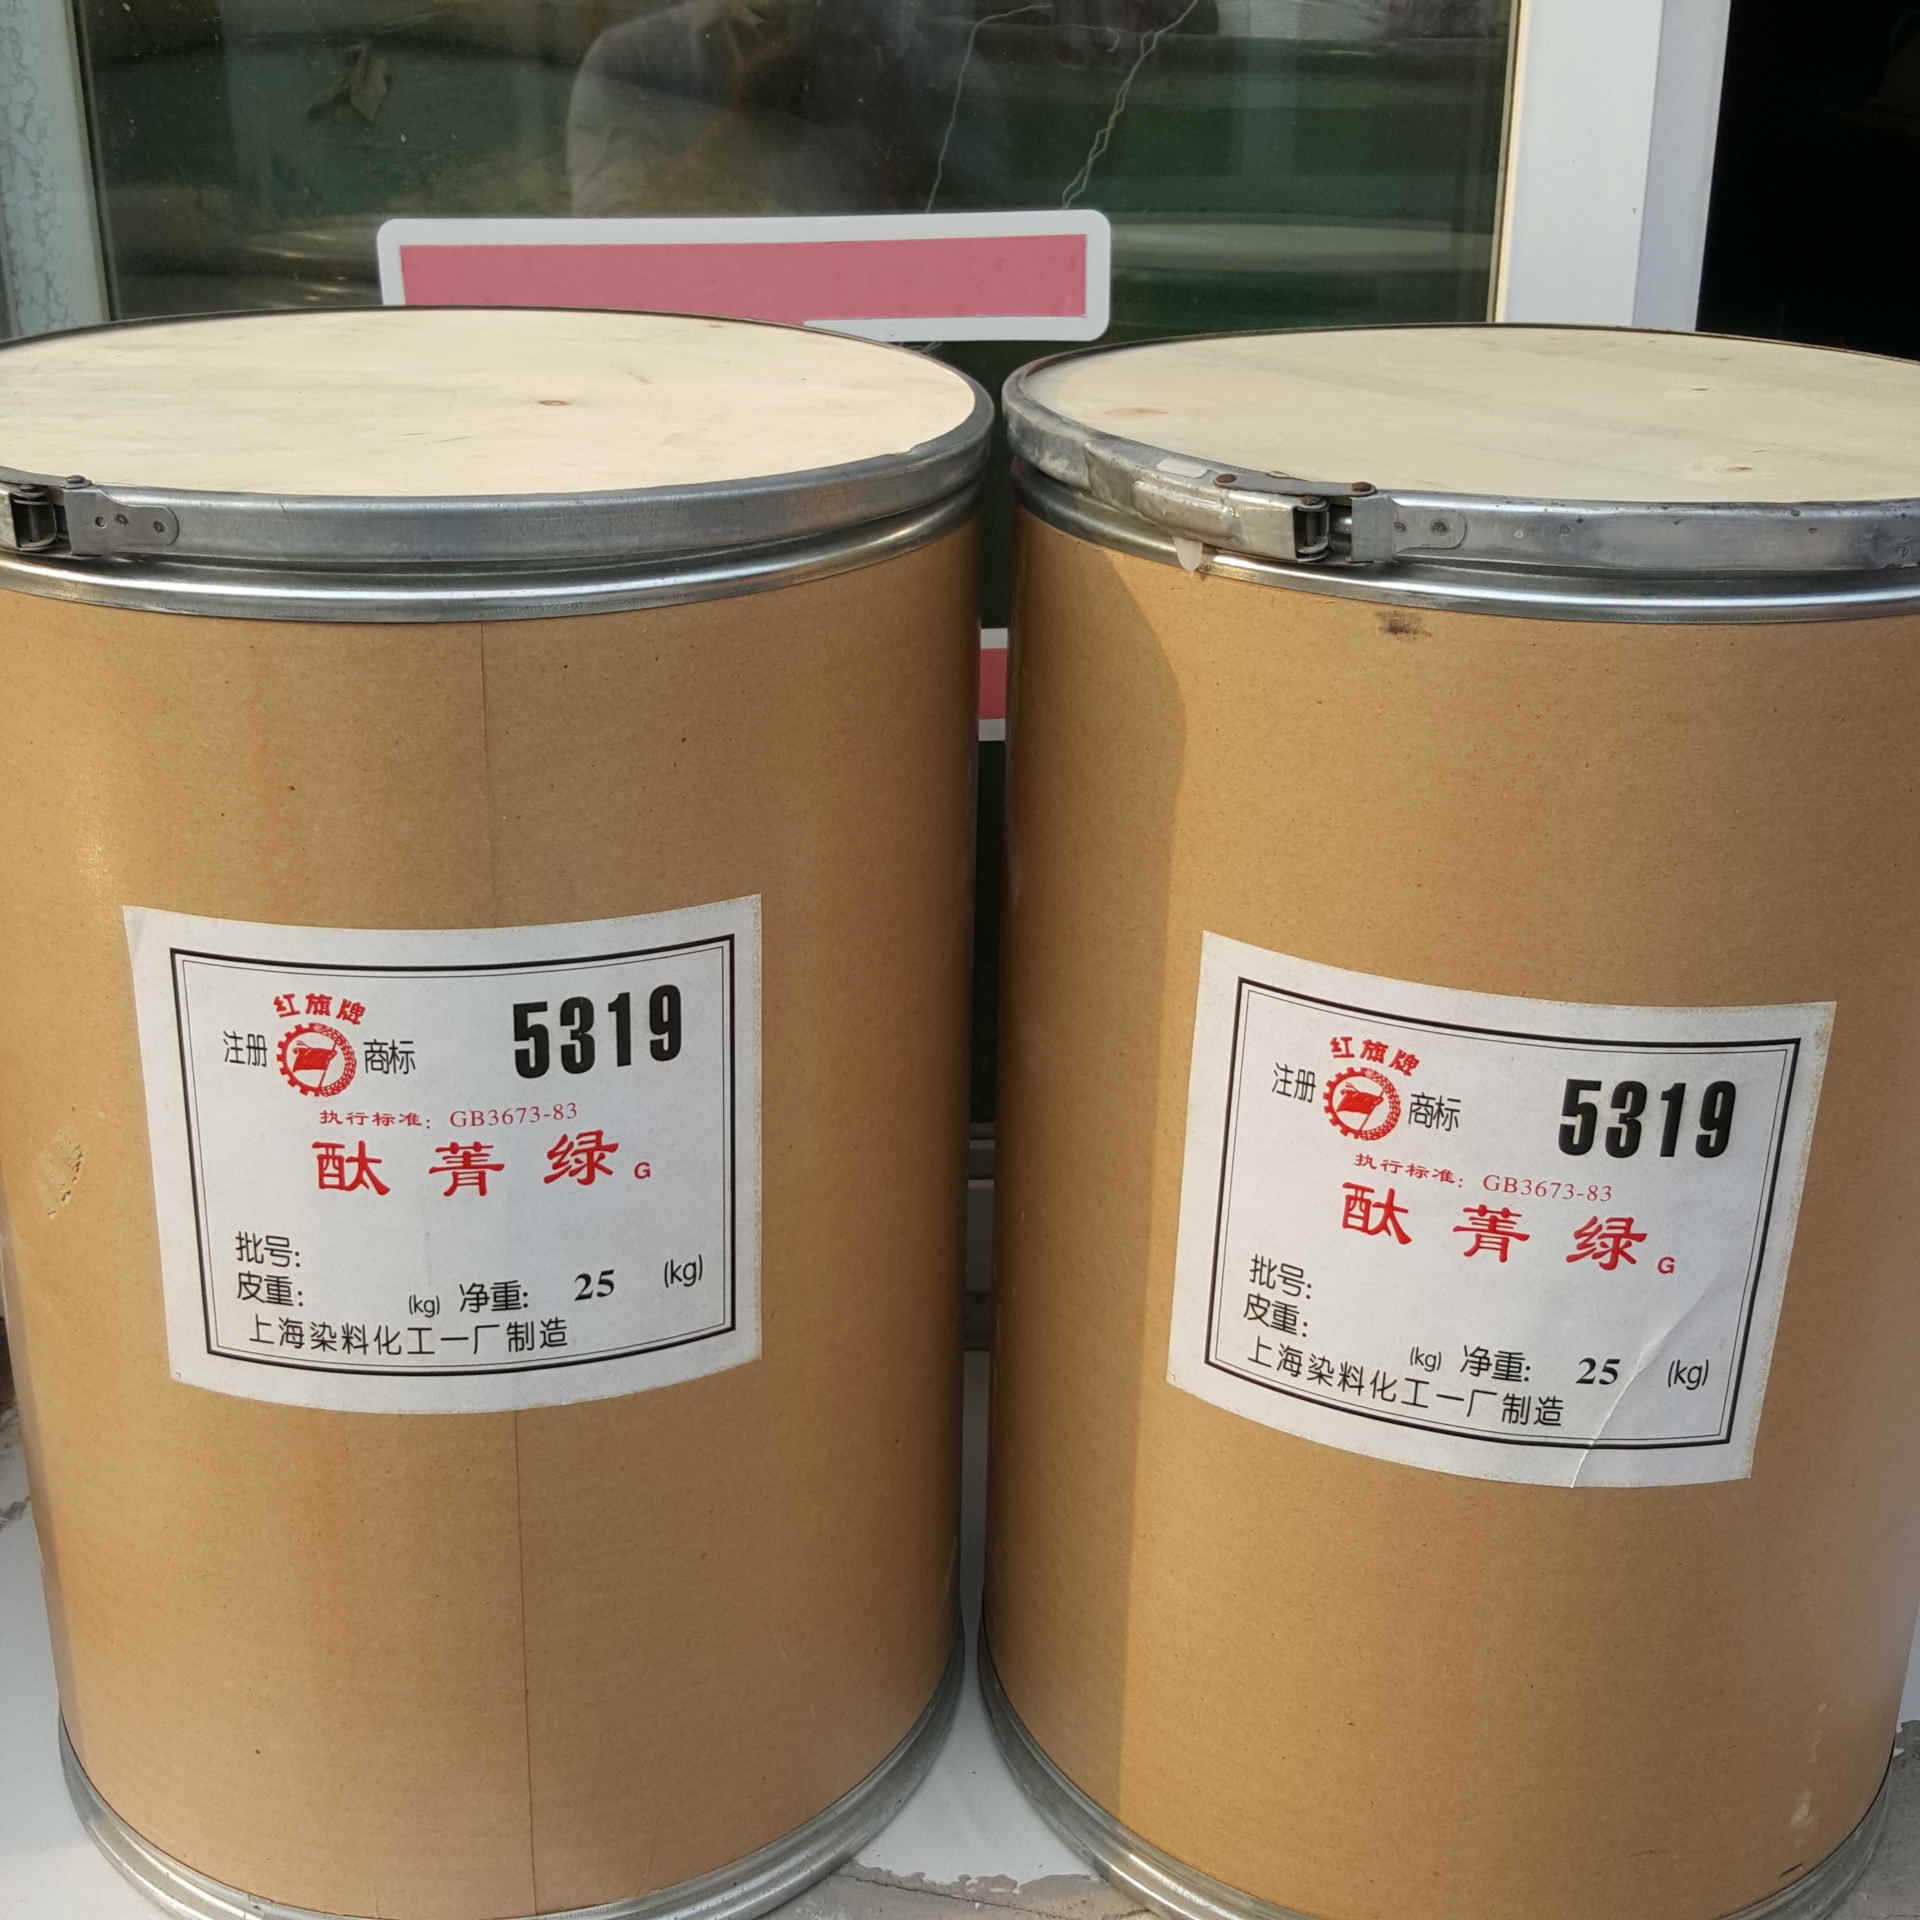 红旗牌
注册 商标 5319
执行标准: GB3673-83
酞菁绿 G
批号:
皮重: (kg) 净重: 25 (kg)
上海染料化工一厂制造
红旗牌
注册 商标 5319
执行标准: GB3673-83
酞菁绿 G
批号:
皮重: (kg) 净重: 25 (kg)
上海染料化工一厂制造